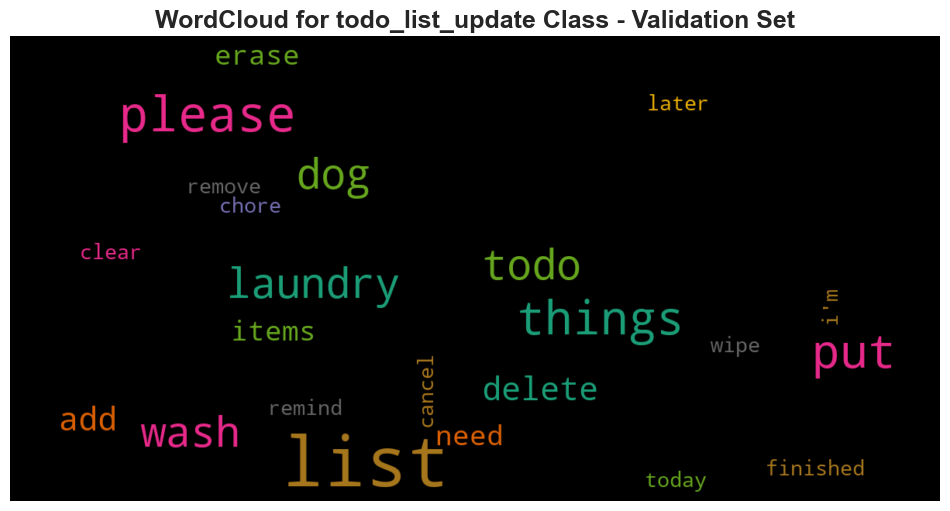 WordCloud for todo_list_update Class - Validation Set
erase
please
later
dog
remove
chore
clear
todo
laundry
things
i'm
items
wipe
put
cancel
delete
remind
add
wash
need
list
finished
today